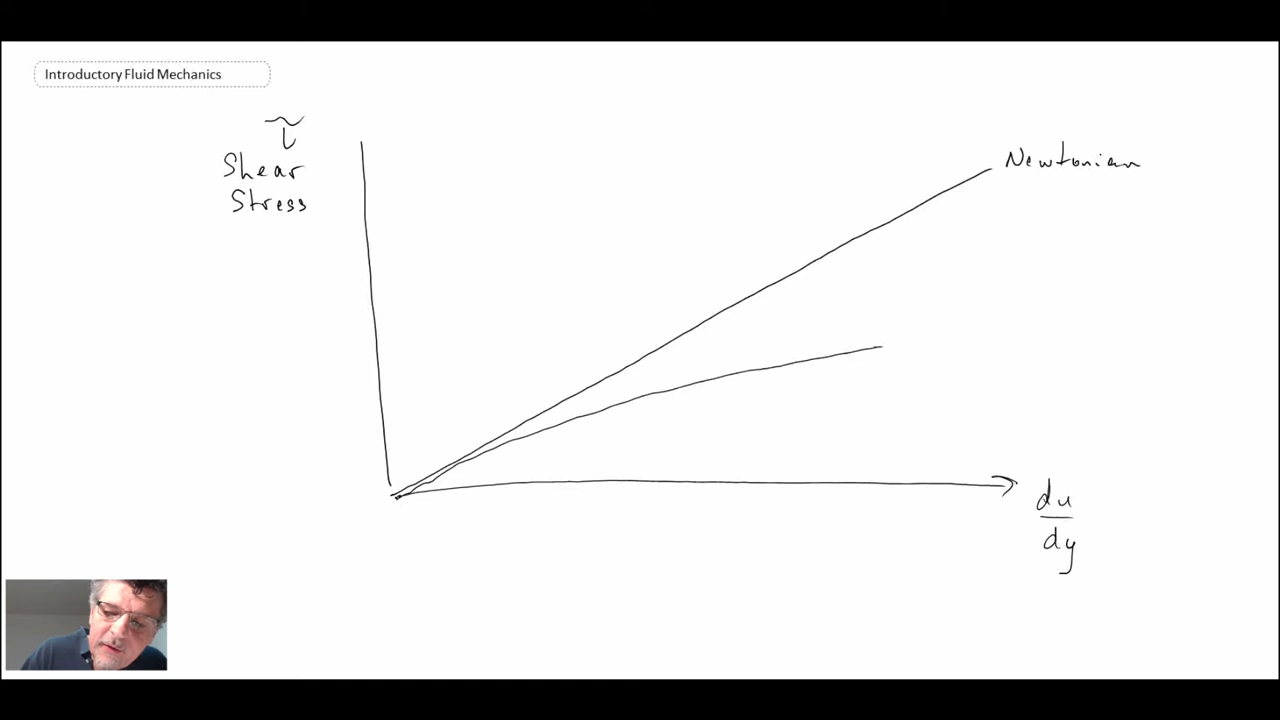 Introductory Fluid Mechanics
τ
Shear
Stress
Newtonian
du
dy